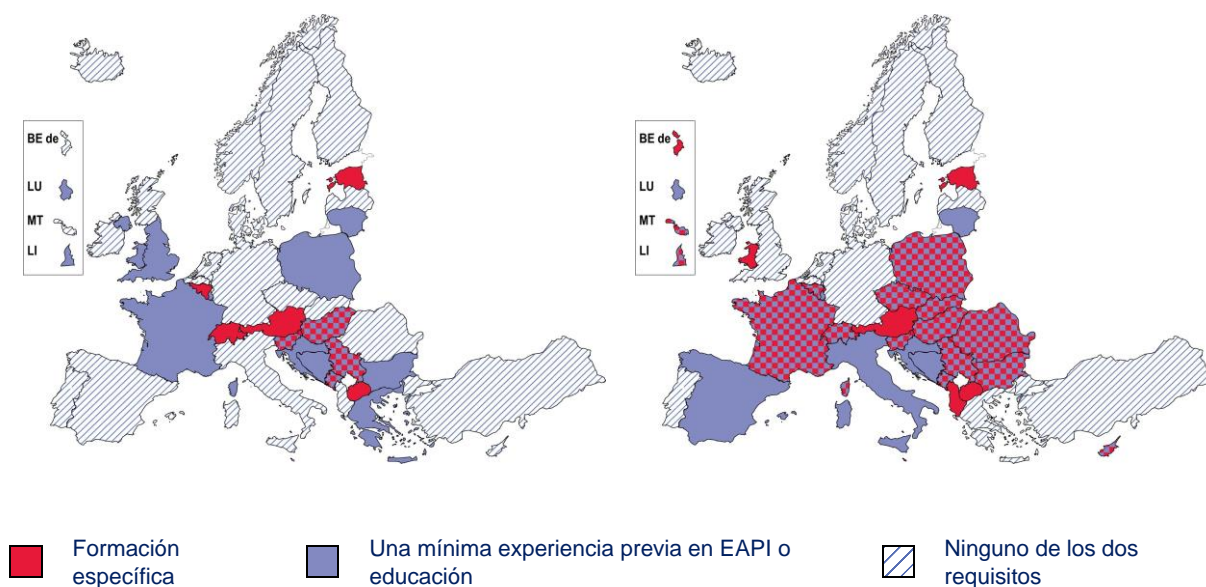 BE de
LU
MT
LI
BE de
LU
MT
LI
Formación
específica
Una mínima experiencia previa en EAPI o
educación
Ninguno de los dos
requisitos